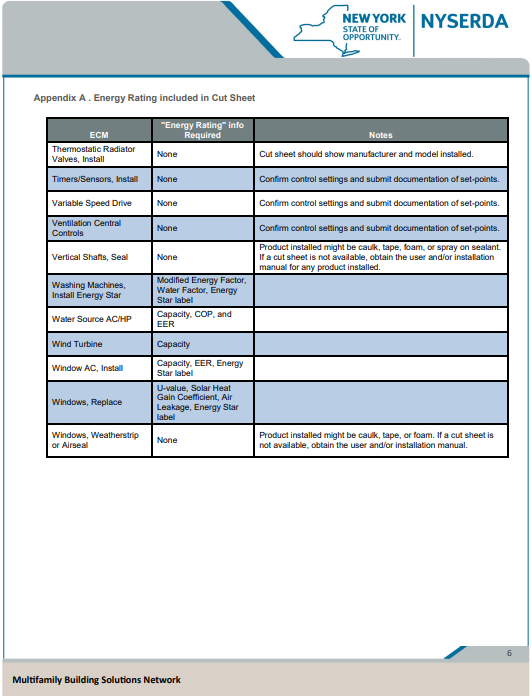 NEW YORK
STATE OF
OPPORTUNITY.
NYSERDA
Appendix A . Energy Rating included in Cut Sheet
ECM
"Energy Rating" info
Required
Notes
Thermostatic Radiator
Valves, Install
None
Cut sheet should show manufacturer and model installed.
Timers/Sensors, Install
None
Confirm control settings and submit documentation of set-points.
Variable Speed Drive
None
Confirm control settings and submit documentation of set-points.
Ventilation Central
Controls
None
Confirm control settings and submit documentation of set-points.
Vertical Shafts, Seal
None
Product installed might be caulk, tape, foam, or spray on sealant.
If a cut sheet is not available, obtain the user and/or installation
manual for any product installed.
Washing Machines,
Install Energy Star
Modified Energy Factor,
Water Factor, Energy
Star label
Water Source AC/HP
Capacity, COP, and
EER
Wind Turbine
Capacity
Window AC, Install
Capacity, EER, Energy
Star label
Windows, Replace
U-value, Solar Heat
Gain Coefficient, Air
Leakage, Energy Star
label
Windows, Weatherstrip
or Airseal
None
Product installed might be caulk, tape, or foam. If a cut sheet is
not available, obtain the user and/or installation manual.
6
Multifamily Building Solutions Network